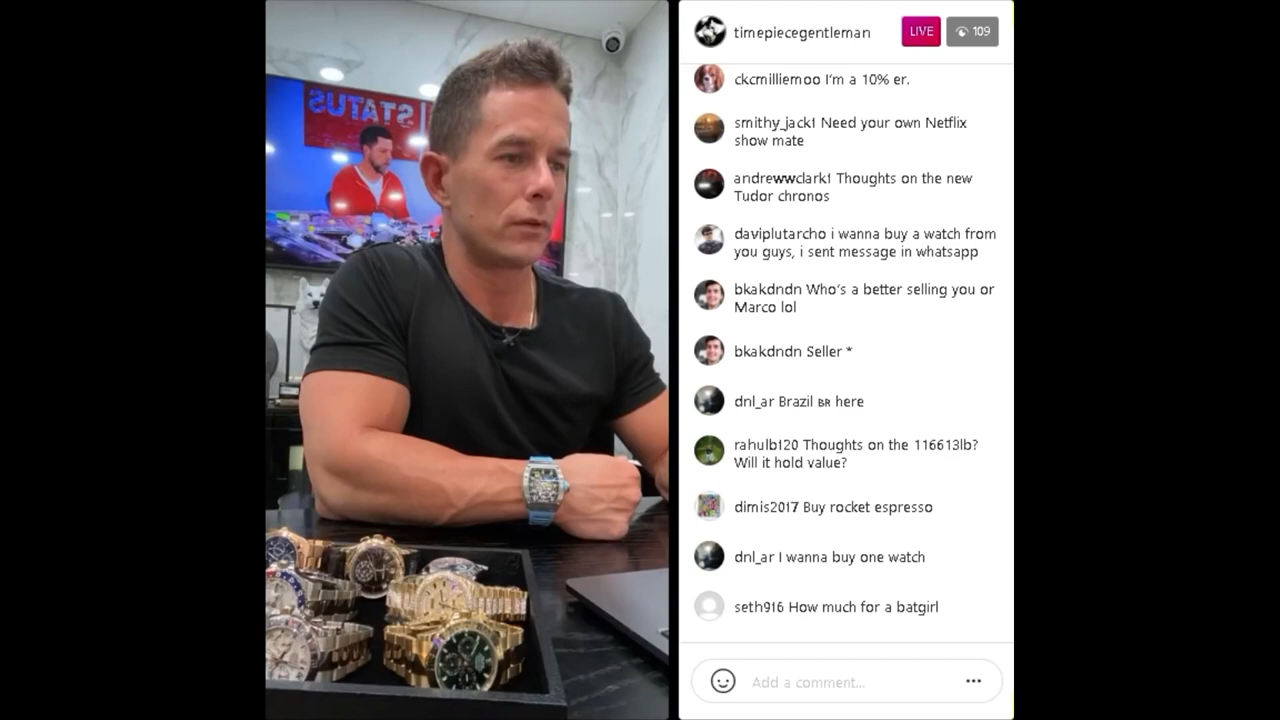 STATUS
timepiecegentleman
LIVE
109
ckcmilliemoo I'm a 10% er.
smithy_jack1 Need your own Netflix
show mate
andrewwclark1 Thoughts on the new
Tudor chronos
daviplutarcho i wanna buy a watch from
you guys, i sent message in whatsapp
bkakdndn Who's a better selling you or
Marco lol
bkakdndn Seller *
dnl_ar Brazil BR here
rahulb120 Thoughts on the 116613lb?
Will it hold value?
dimis2017 Buy rocket espresso
dnl_ar I wanna buy one watch
seth916 How much for a batgirl
Add a comment...